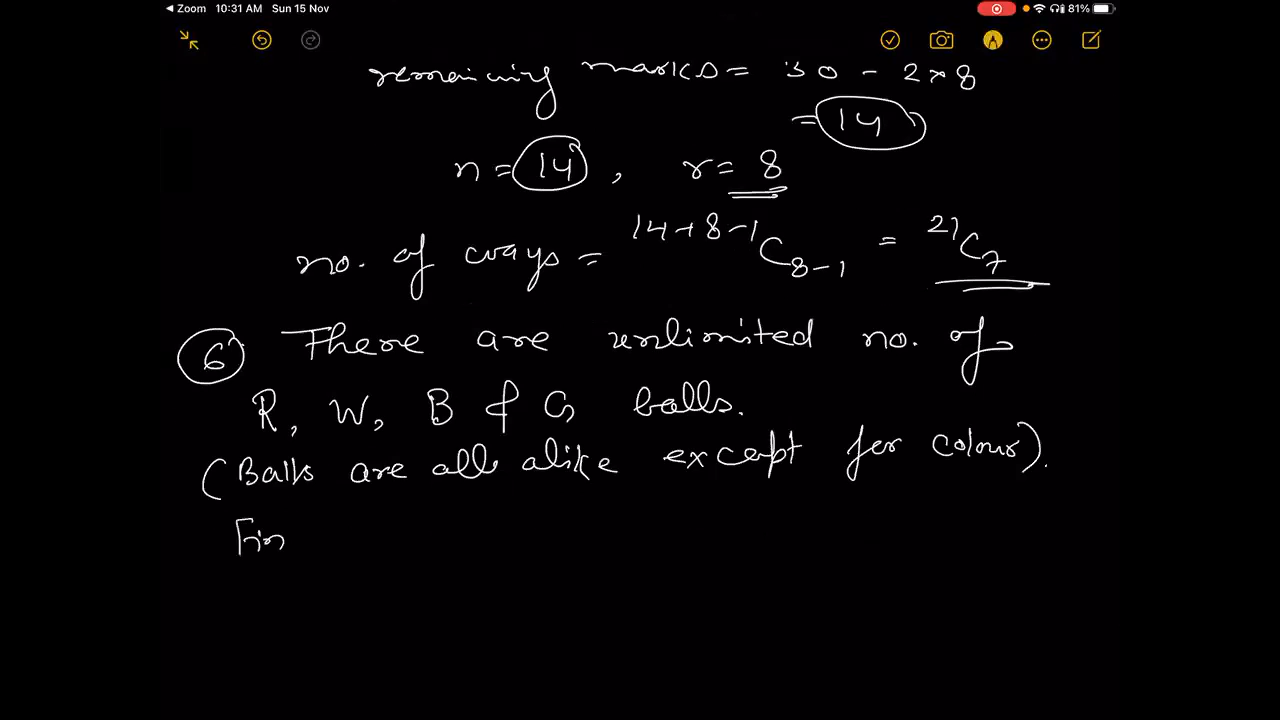 ◀ Zoom 10:31 AM Sun 15 Nov 81%
remaining marks = 30 - 2×8
= 14
n = 14 , r = 8
no. of ways = ¹⁴⁺⁸⁻¹C₈₋₁ = ²¹C₇
6 There are unlimited no. of
R, W, B & G balls.
(Balls are all alike except for colour).
Fin